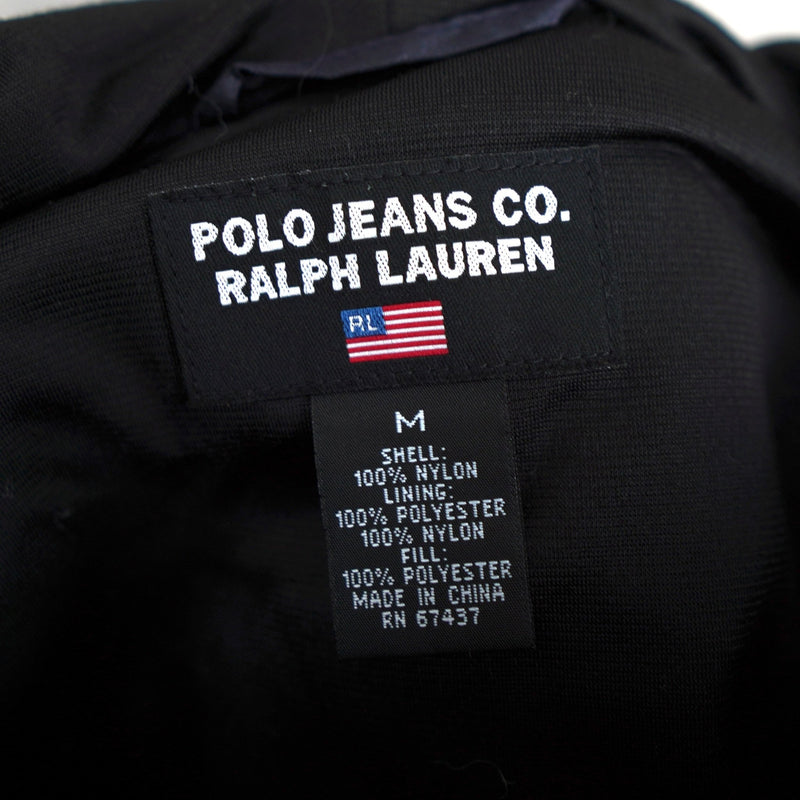 POLO JEANS CO.
RALPH LAUREN
RL
M
SHELL:
100% NYLON
LINING:
100% POLYESTER
100% NYLON
FILL:
100% POLYESTER
MADE IN CHINA
RN 67437